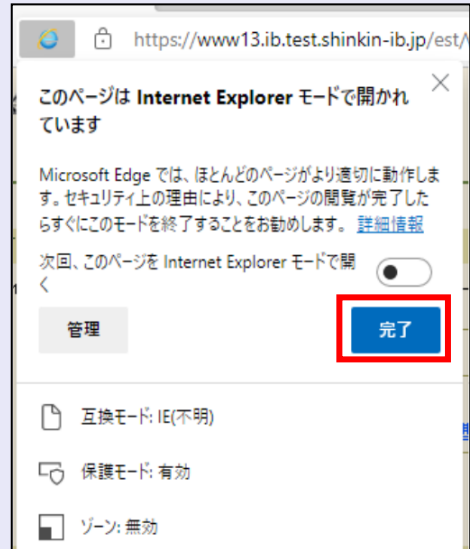 https://www13.ib.test.shinkin-ib.jp/est/
このページは Internet Explorer モードで開かれ
ています
Microsoft Edge では、ほとんどのページがより適切に動作しま
す。セキュリティ上の理由により、このページの閲覧が完了した
らすぐにこのモードを終了することをお勧めします。 詳細情報
次回、このページを Internet Explorer モードで開
く
管理
完了
互換モード: IE(不明)
保護モード: 有効
ゾーン: 無効